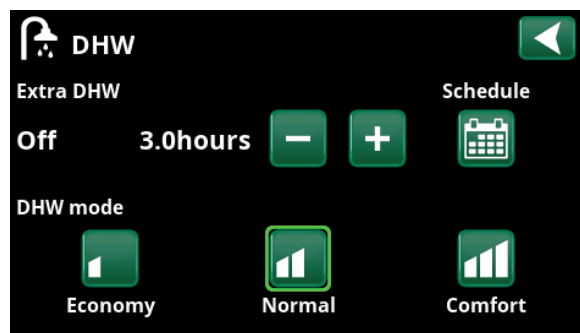 DHW
Extra DHW Schedule
Off 3.0hours
DHW mode
Economy Normal Comfort